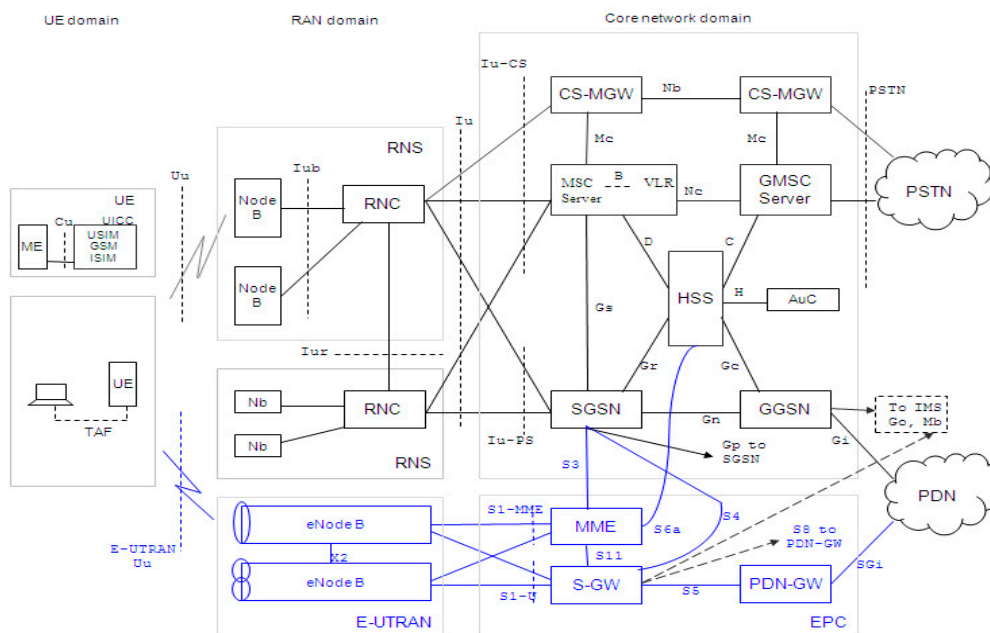 UE domain
RAN domain
Core network domain
Iu-CS
CS-MGW
Nb
CS-MGW
PSTN
Iu
Mc
Mc
RNS
Uu
Iub
UE
Cu
UICC
ME
USIM
GSM
ISIM
Node
B
RNC
MSC
Server
B
VLR
Nc
GMSC
Server
PSTN
Node
B
D
C
HSS
H
AuC
Gs
Iur
Gr
Gc
UE
TAF
Nb
Nb
RNC
RNS
Iu-PS
SGSN
Gn
GGSN
Gi
To IMS
Go, Mb
Gp to
SGSN
S3
PDN
E-UTRAN
Uu
eNodeB
X2
eNodeB
E-UTRAN
S1-MME
S1-U
MME
S11
S-GW
S6a
S4
S8 to
PDN-GW
S5
PDN-GW
SGi
EPC